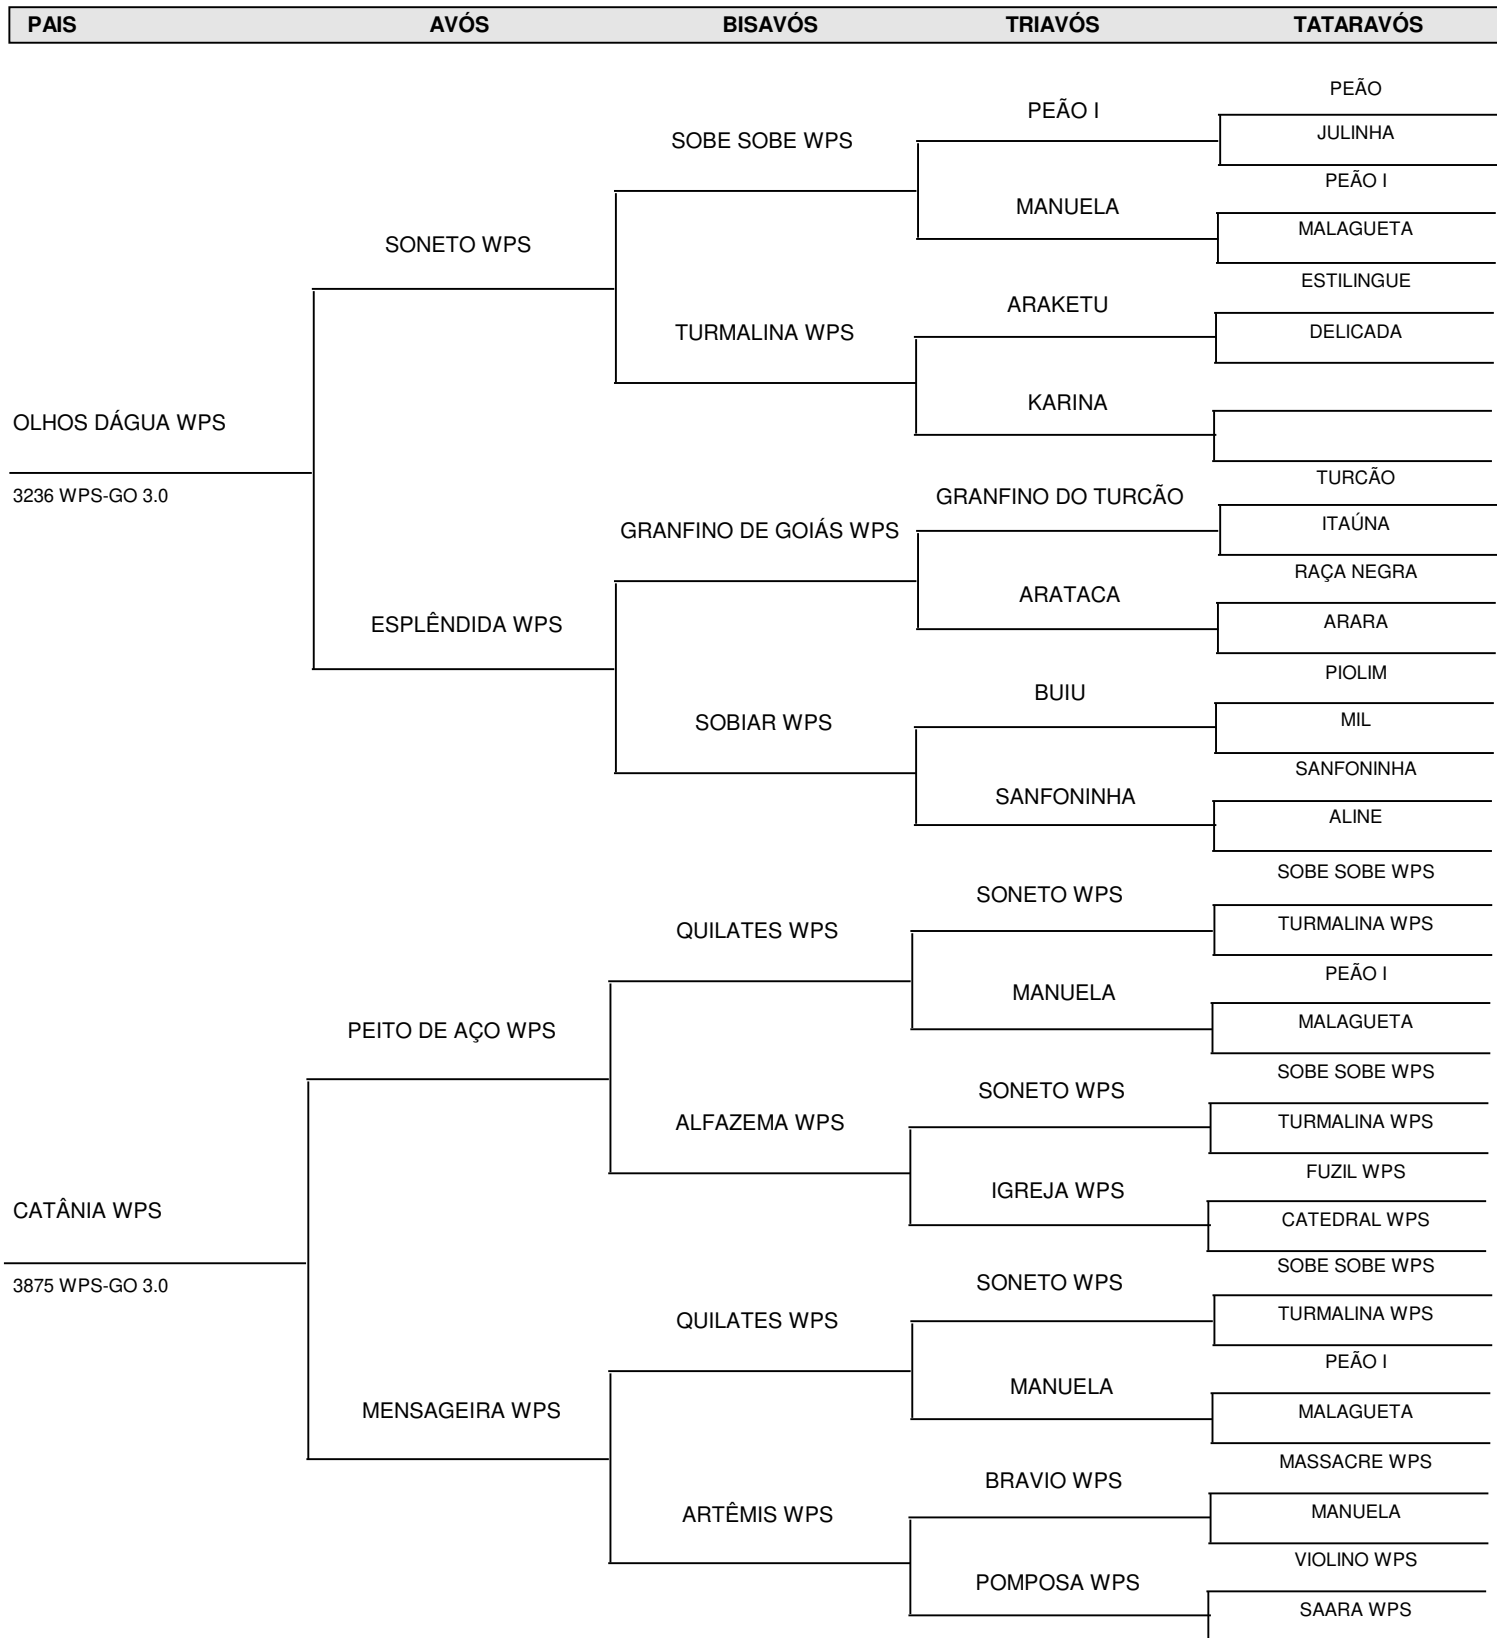 PAIS AVÓS BISAVÓS TRIAVÓS TATARAVÓS
PEÃO
PEÃO I
JULINHA
SOBE SOBE WPS
PEÃO I
MANUELA
MALAGUETA
SONETO WPS
ESTILINGUE
ARAKETU
TURMALINA WPS
DELICADA
KARINA
OLHOS DÁGUA WPS
3236 WPS-GO 3.0
TURCÃO
GRANFINO DO TURCÃO
ITAÚNA
GRANFINO DE GOIÁS WPS
RAÇA NEGRA
ARATACA
ARARA
ESPLÊNDIDA WPS
PIOLIM
BUIU
MIL
SOBIAR WPS
SANFONINHA
SANFONINHA
ALINE
SOBE SOBE WPS
SONETO WPS
TURMALINA WPS
QUILATES WPS
PEÃO I
MANUELA
MALAGUETA
PEITO DE AÇO WPS
SOBE SOBE WPS
SONETO WPS
TURMALINA WPS
ALFAZEMA WPS
FUZIL WPS
IGREJA WPS
CATEDRAL WPS
CATÂNIA WPS
3875 WPS-GO 3.0
SOBE SOBE WPS
SONETO WPS
TURMALINA WPS
QUILATES WPS
PEÃO I
MANUELA
MALAGUETA
MENSAGEIRA WPS
MASSACRE WPS
BRAVIO WPS
MANUELA
ARTÊMIS WPS
VIOLINO WPS
POMPOSA WPS
SAARA WPS